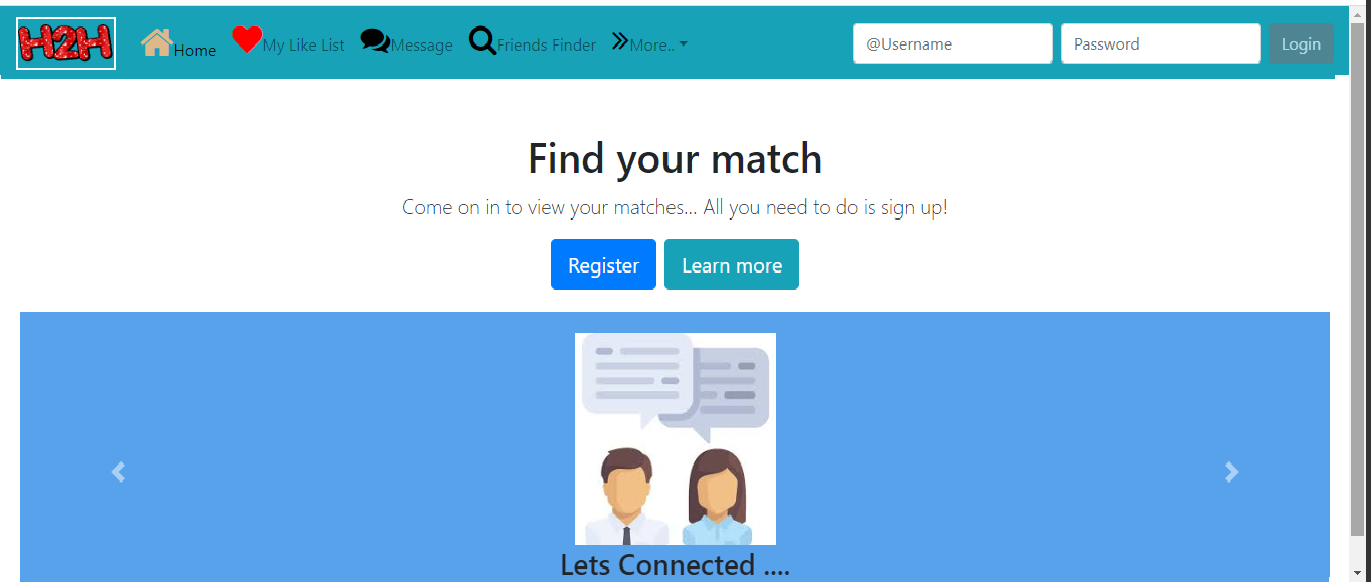 H2H Home My Like List Message Friends Finder More.. @Username Password Login
Find your match
Come on in to view your matches... All you need to do is sign up!
Register Learn more
Lets Connected ....